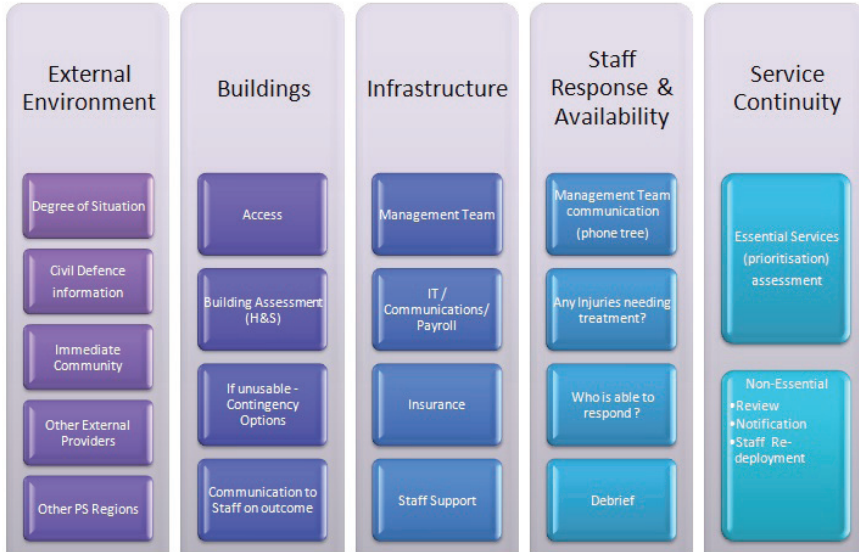 External
Environment
Degree of Situation
Civil Defence
information
Immediate
Community
Other External
Providers
Other PS Regions
Buildings
Access
Building Assessment
(H&S)
If unusable -
Contingency
Options
Communication to
Staff on outcome
Infrastructure
Management Team
IT /
Communications/
Payroll
Insurance
Staff Support
Staff
Response &
Availability
Management Team
communication
(phone tree)
Any Injuries needing
treatment?
Who is able to
respond ?
Debrief
Service
Continuity
Essential Services
(prioritisation)
assessment
Non-Essential
•Review
•Notification
•Staff Re-
deployment